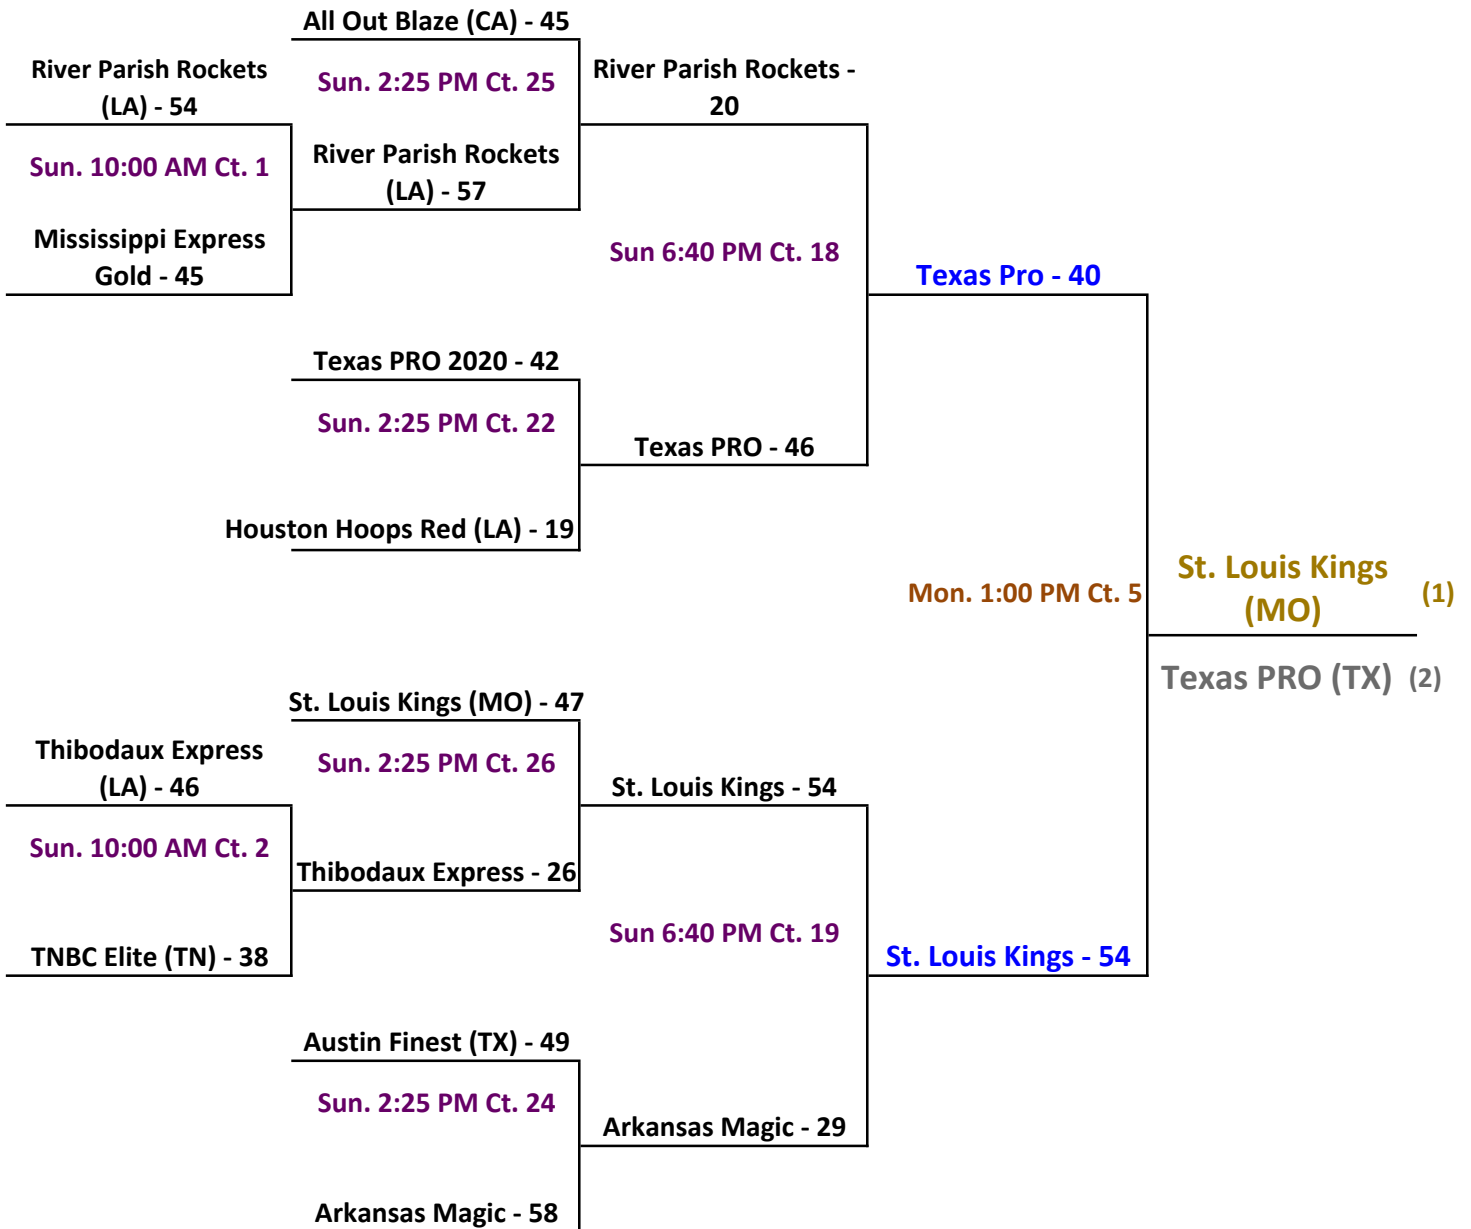 All Out Blaze (CA) - 45
River Parish Rockets
(LA) - 54
Sun. 2:25 PM Ct. 25
River Parish Rockets -
20
Sun. 10:00 AM Ct. 1
River Parish Rockets
(LA) - 57
Mississippi Express
Gold - 45
Sun 6:40 PM Ct. 18
Texas Pro - 40
Texas PRO 2020 - 42
Sun. 2:25 PM Ct. 22
Texas PRO - 46
Houston Hoops Red (LA) - 19
Mon. 1:00 PM Ct. 5
St. Louis Kings
(MO)
(1)
Texas PRO (TX) (2)
St. Louis Kings (MO) - 47
Thibodaux Express
(LA) - 46
Sun. 2:25 PM Ct. 26
St. Louis Kings - 54
Sun. 10:00 AM Ct. 2
Thibodaux Express - 26
TNBC Elite (TN) - 38
Sun 6:40 PM Ct. 19
St. Louis Kings - 54
Austin Finest (TX) - 49
Sun. 2:25 PM Ct. 24
Arkansas Magic - 29
Arkansas Magic - 58